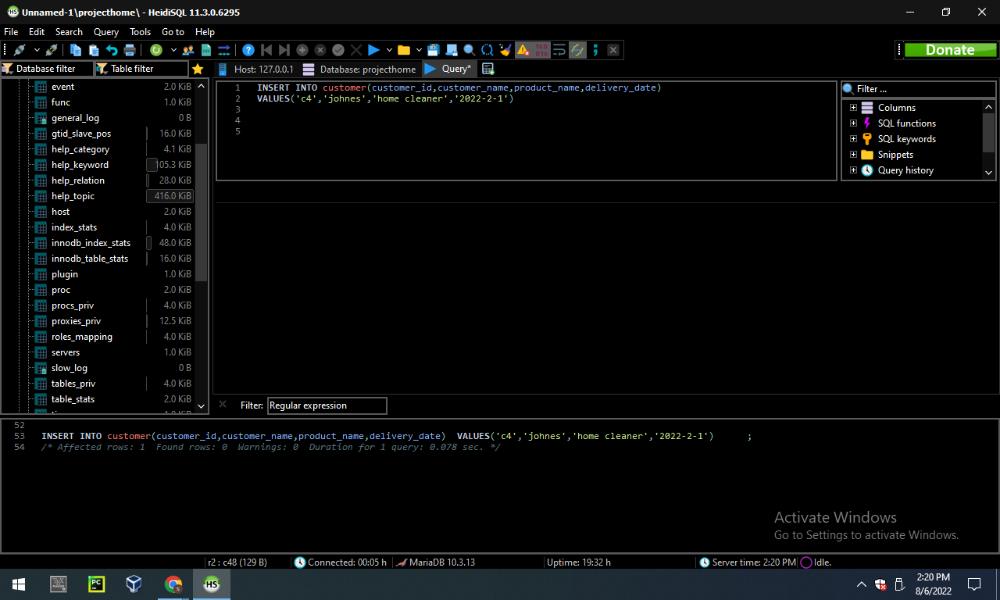 Unnamed-1\projecthome\ - HeidiSQL 11.3.0.6295
File Edit Search Query Tools Go to Help
Donate
Database filter Table filter Host: 127.0.0.1 Database: projecthome Query*
event 2.0 KiB
func 1.0 KiB
general_log 0 B
gtid_slave_pos 16.0 KiB
help_category 4.1 KiB
help_keyword 105.3 KiB
help_relation 28.0 KiB
help_topic 416.0 KiB
host 2.0 KiB
index_stats 4.0 KiB
innodb_index_stats 48.0 KiB
innodb_table_stats 16.0 KiB
plugin 1.0 KiB
proc 2.0 KiB
procs_priv 4.0 KiB
proxies_priv 12.5 KiB
roles_mapping 4.0 KiB
servers 1.0 KiB
slow_log 0 B
tables_priv 4.0 KiB
table_stats 2.0 KiB
1 INSERT INTO customer(customer_id,customer_name,product_name,delivery_date)
2 VALUES('c4','johnes','home cleaner','2022-2-1')
3
4
5
Filter ...
Columns
SQL functions
SQL keywords
Snippets
Query history
Filter: Regular expression
52
53 INSERT INTO customer(customer_id,customer_name,product_name,delivery_date) VALUES('c4','johnes','home cleaner','2022-2-1') ;
54 /* Affected rows: 1 Found rows: 0 Warnings: 0 Duration for 1 query: 0.078 sec. */
Activate Windows
Go to Settings to activate Windows.
r2 : c48 (129 B) Connected: 00:05 h MariaDB 10.3.13 Uptime: 19:32 h Server time: 2:20 PM Idle.
2:20 PM
8/6/2022